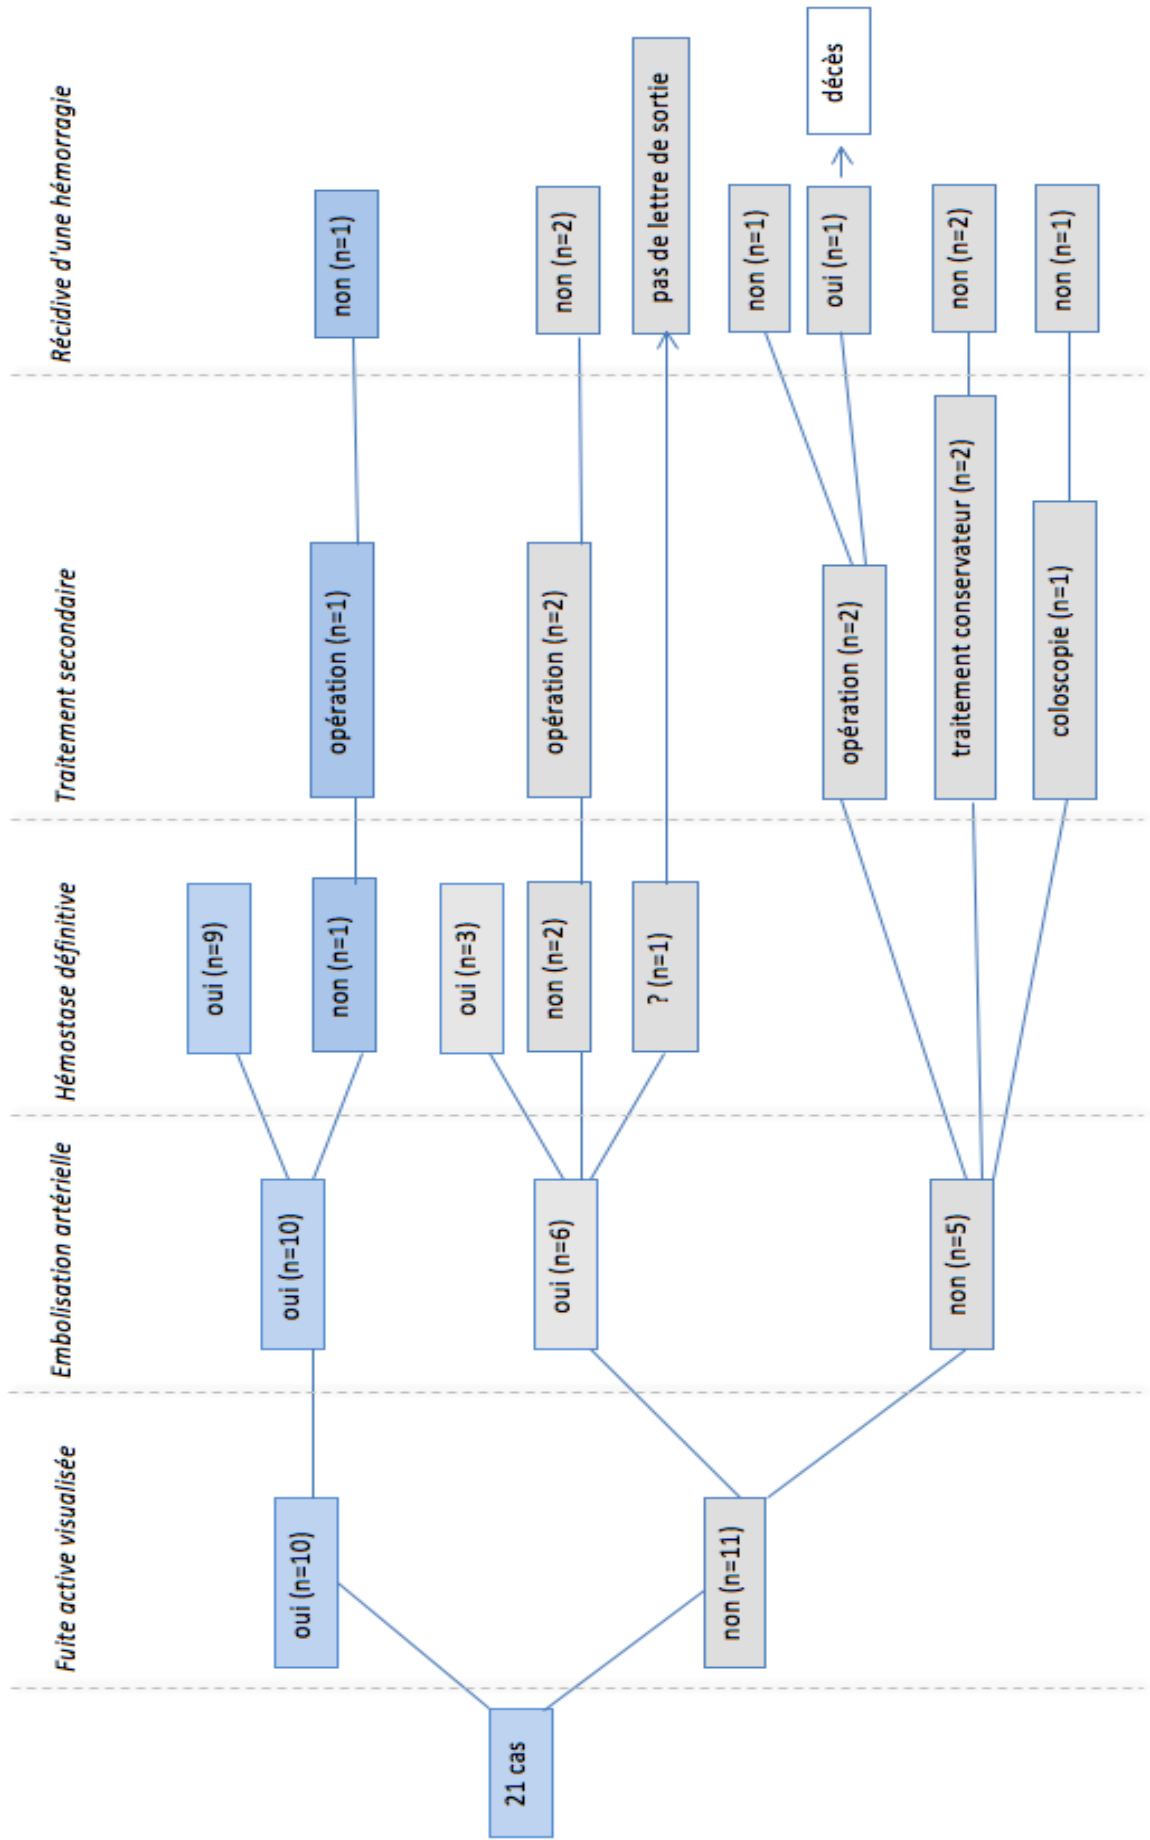 Fuite active visualisée
Embolisation artérielle
Hémostase définitive
Traitement secondaire
Récidive d'une hémorragie
21 cas
oui (n=10)
oui (n=10)
oui (n=9)
non (n=1)
opération (n=1)
non (n=1)
non (n=11)
oui (n=6)
oui (n=3)
non (n=2)
opération (n=2)
non (n=2)
? (n=1)
pas de lettre de sortie
non (n=5)
opération (n=2)
non (n=1)
oui (n=1)
décès
traitement conservateur (n=2)
non (n=2)
coloscopie (n=1)
non (n=1)